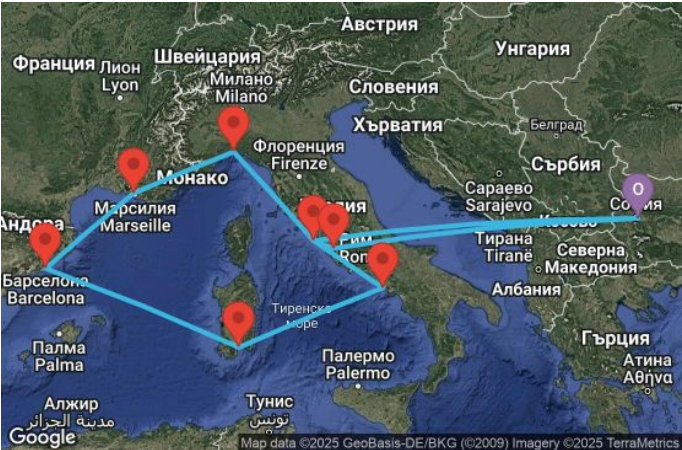 Австрия
Франция
Лион
Lyon
Швейцария
Унгария
Милано
Milano
Словения
Хърватия
Белград
Флоренция
Firenze
Монако
Сърбия
Сараево
Sarajevo
O
Марсилия
Marseille
Андора
Рим
Косово
Тирана
Tiranë
Северна
Македония
Барселона
Barcelona
Албания
Тиренско
море
Палма
Palma
Палермо
Palermo
Гърция
Атина
Αθήνα
Алжир
مدينة الجزائر
Тунис
تونس
Google
Map data ©2025 GeoBasis-DE/BKG (©2009) Imagery ©2025 TerraMetrics